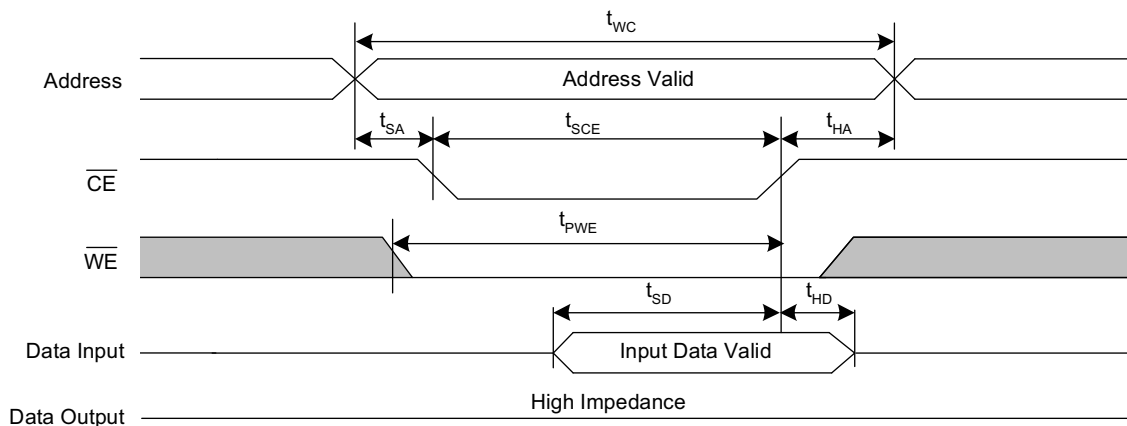 tWC
Address
Address Valid
tSA
tSCE
tHA
CE
tPWE
WE
tSD
tHD
Data Input
Input Data Valid
High Impedance
Data Output